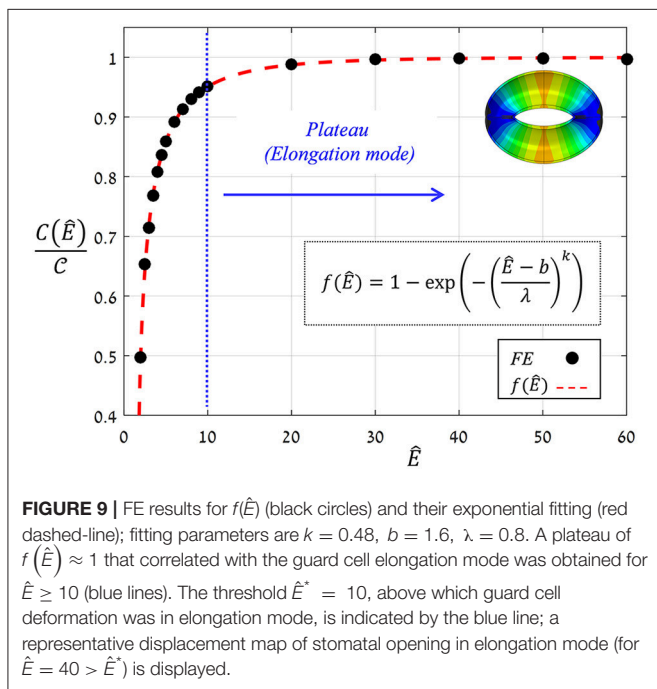 1
0.9
0.8
0.7
0.6
0.5
0.4
C(Ê)
C
0 10 20 30 40 50 60
Ê
Plateau
(Elongation mode)
f(Ê) = 1 − exp(−((Ê − b)/λ)^k)
FE
f(Ê)
FIGURE 9 | FE results for f(Ê) (black circles) and their exponential fitting (red
dashed-line); fitting parameters are k = 0.48, b = 1.6, λ = 0.8. A plateau of
f(Ê) ≈ 1 that correlated with the guard cell elongation mode was obtained for
Ê ≥ 10 (blue lines). The threshold Ê* = 10, above which guard cell
deformation was in elongation mode, is indicated by the blue line; a
representative displacement map of stomatal opening in elongation mode (for
Ê = 40 > Ê*) is displayed.